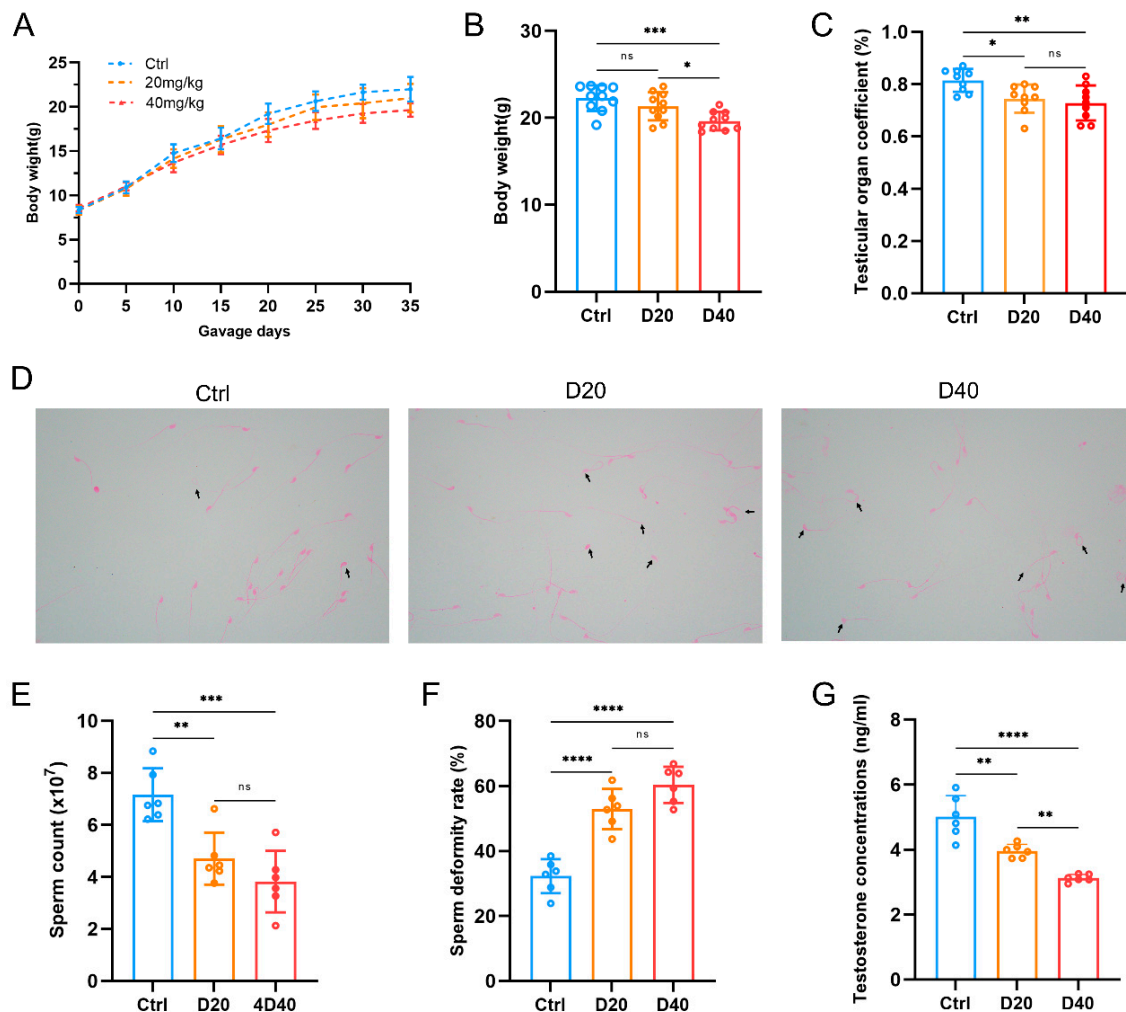 A
Ctrl
20mg/kg
40mg/kg
Body weight(g)
25
20
15
10
5
0
0 5 10 15 20 25 30 35
Gavage days
B
Body weight(g)
30
20
10
0
***
ns
*
Ctrl D20 D40
C
Testicular organ coefficient (%)
1.0
0.8
0.6
0.4
0.2
0.0
**
*
ns
Ctrl D20 D40
D
Ctrl
D20
D40
E
Sperm count (x10⁷)
10
8
6
4
2
0
***
**
ns
Ctrl D20 4D40
F
Sperm deformity rate (%)
80
60
40
20
0
****
****
ns
Ctrl D20 D40
G
Testosterone concentrations (ng/ml)
8
6
4
2
0
****
**
**
Ctrl D20 D40